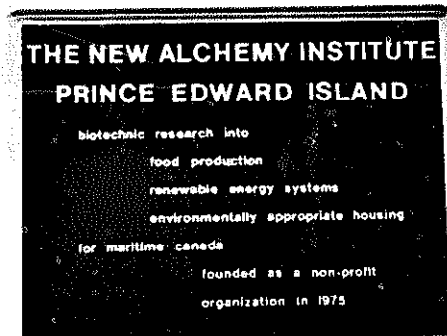 THE NEW ALCHEMY INSTITUTE
PRINCE EDWARD ISLAND
biotechnic research into
food production
renewable energy systems
environmentally appropriate housing
for maritime canada
founded as a non-profit
organization in 1975